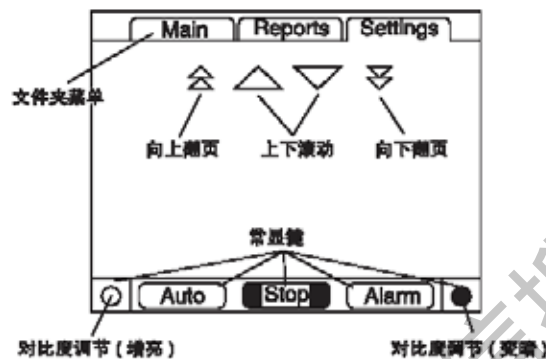 Main Reports Settings
文件夹菜单
向上翻页 上下滚动 向下翻页
常显键
Auto Stop Alarm
对比度调节(增亮) 对比度调节(变暗)